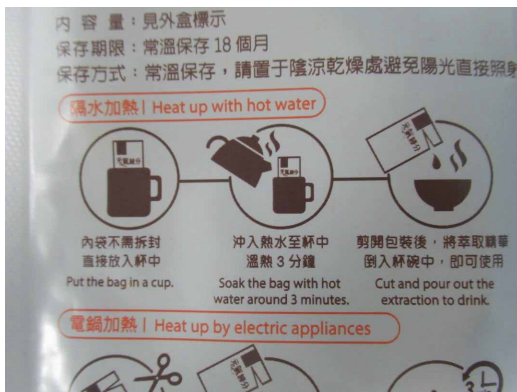 內 容 量：見外盒標示
保存期限：常溫保存 18 個月
保存方式：常溫保存，請置于陰涼乾燥處避免陽光直接照射
隔水加熱 | Heat up with hot water
內袋不需拆封
直接放入杯中
Put the bag in a cup.
沖入熱水至杯中
溫熱 3 分鐘
Soak the bag with hot
water around 3 minutes.
剪開包裝後，將萃取精華
倒入杯碗中，即可使用
Cut and pour out the
extraction to drink.
電鍋加熱 | Heat up by electric appliances
3